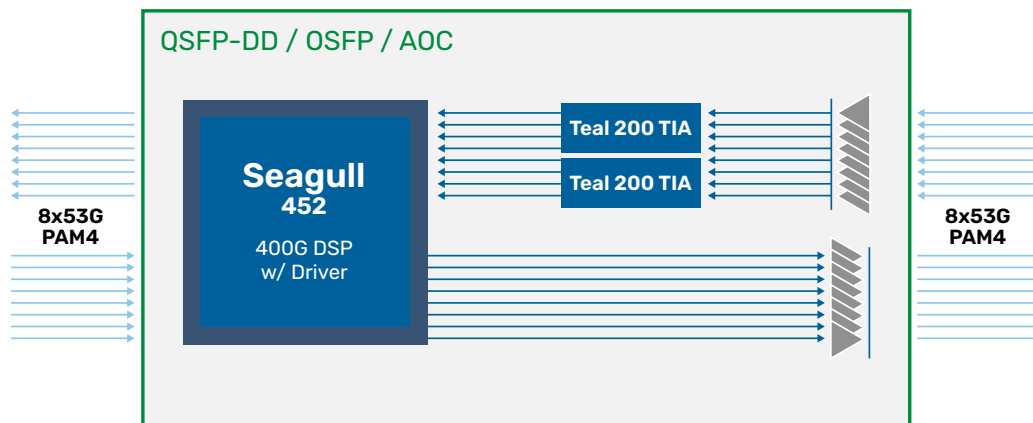 QSFP-DD / OSFP / AOC
Teal 200 TIA
Teal 200 TIA
Seagull
452
400G DSP
w/ Driver
8x53G
PAM4
8x53G
PAM4